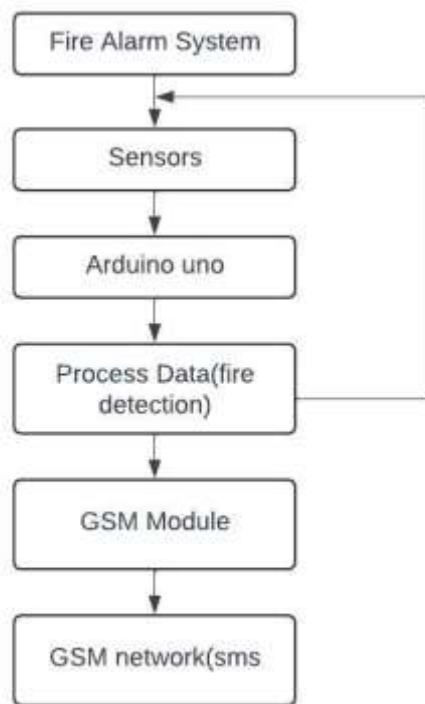 Fire Alarm System
Sensors
Arduino uno
Process Data(fire
detection)
GSM Module
GSM network(sms